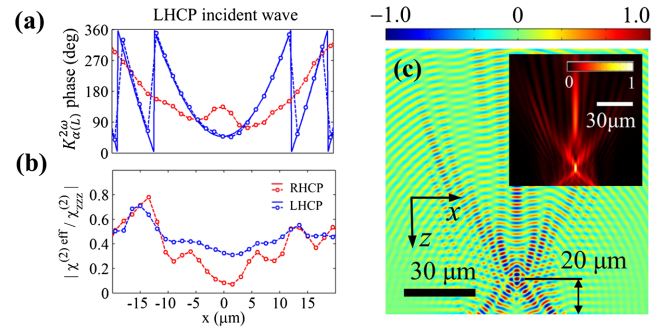 LHCP incident wave
(a)
K²ω α(L) phase (deg)
360
270
180
90
0
(b)
| χ(2) eff / χ(2) zzz |
0.8
0.6
0.4
0.2
0
RHCP
LHCP
-15 -10 -5 0 5 10 15
x (μm)
−1.0 0 1.0
(c)
0 1
30μm
x
z
30 μm
20 μm